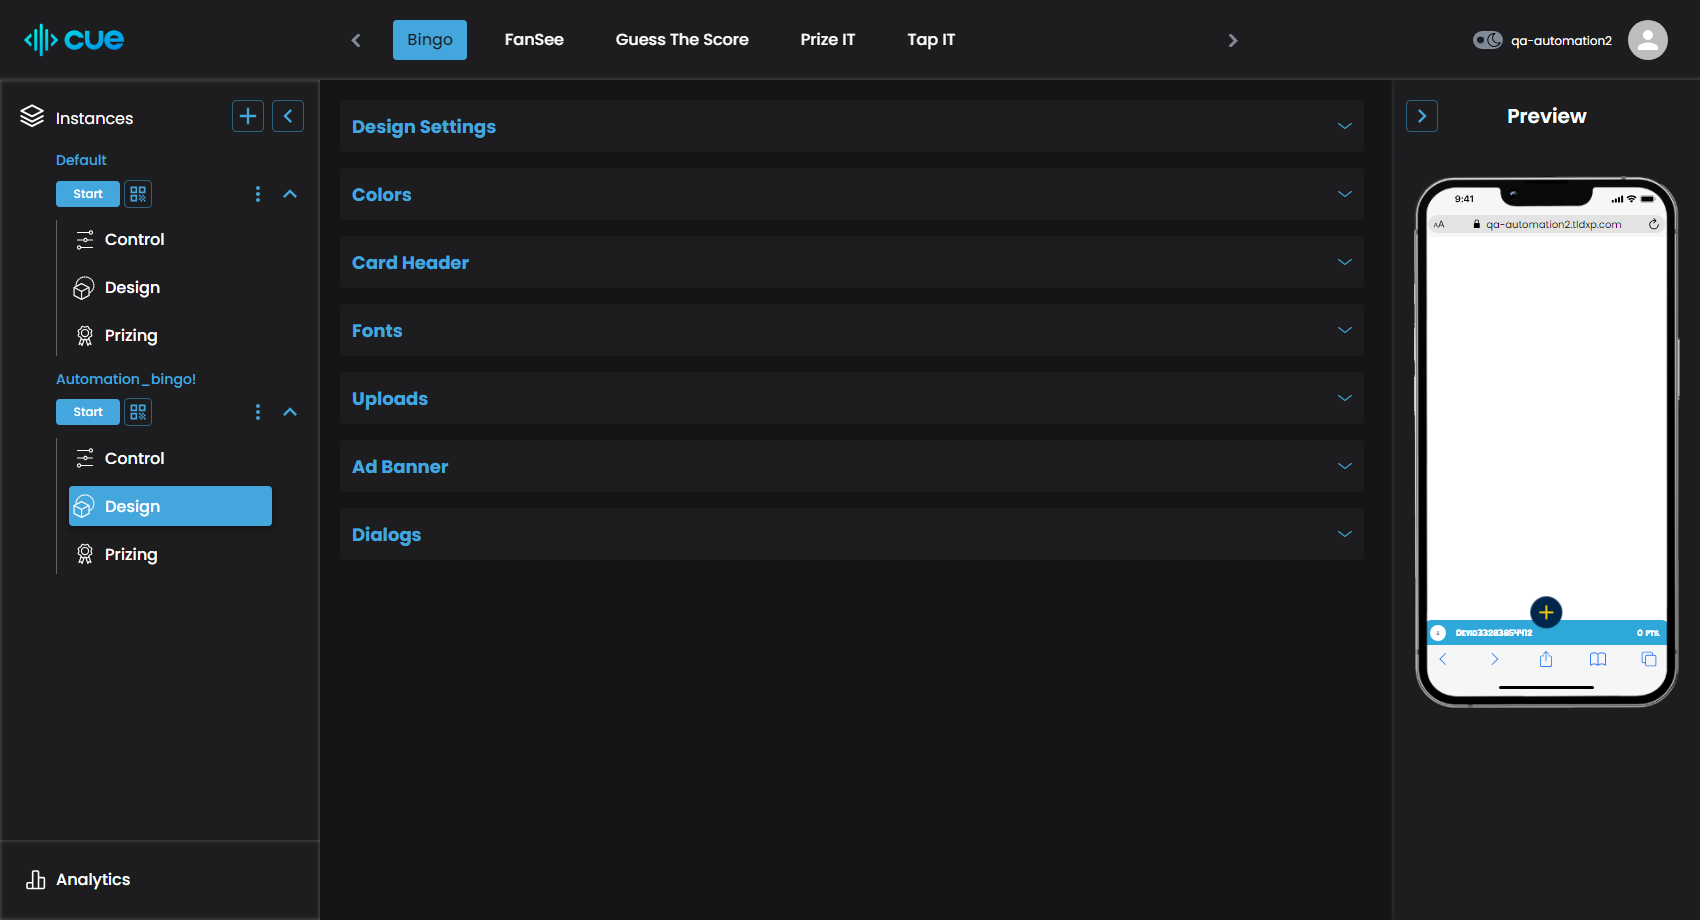 cue
Bingo
FanSee
Guess The Score
Prize IT
Tap IT
qa-automation2
Instances
Default
Start
Control
Design
Prizing
Automation_bingo!
Start
Control
Design
Prizing
Analytics
Design Settings
Colors
Card Header
Fonts
Uploads
Ad Banner
Dialogs
Preview
9:41
AA
qa-automation2.tldxp.com
DEVID33283854412
0 PTS.